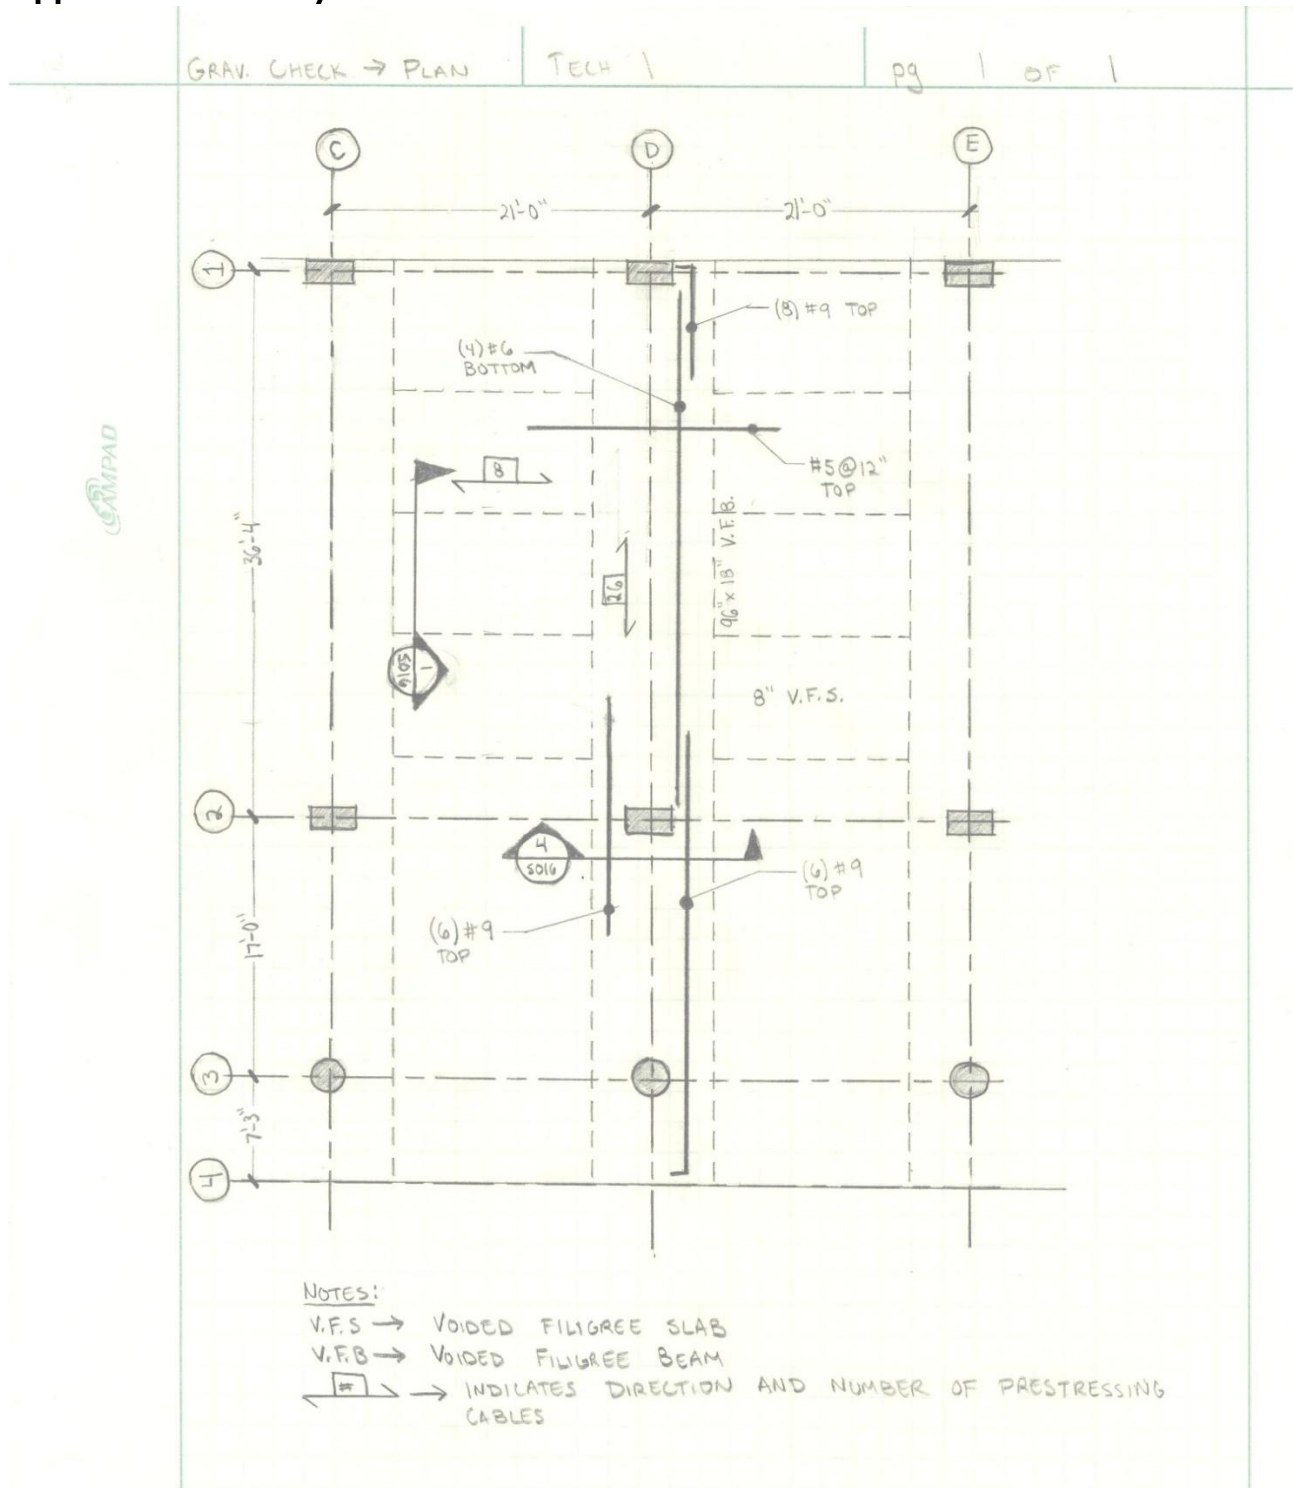 GRAV. CHECK → PLAN
TECH 1
pg 1 OF 1
C
D
E
21'-0"
21'-0"
1
(8) #9 TOP
(4) #6
BOTTOM
#5@12"
TOP
8
AMPAD
36'-4"
96" x 18" V.F.B.
26
1
S016
8" V.F.S.
2
4
S016
(6) #9
TOP
(6) #9
TOP
17'-0"
3
7'-3"
4
NOTES:
V.F.S → VOIDED FILIGREE SLAB
V.F.B → VOIDED FILIGREE BEAM
# → INDICATES DIRECTION AND NUMBER OF PRESTRESSING
CABLES